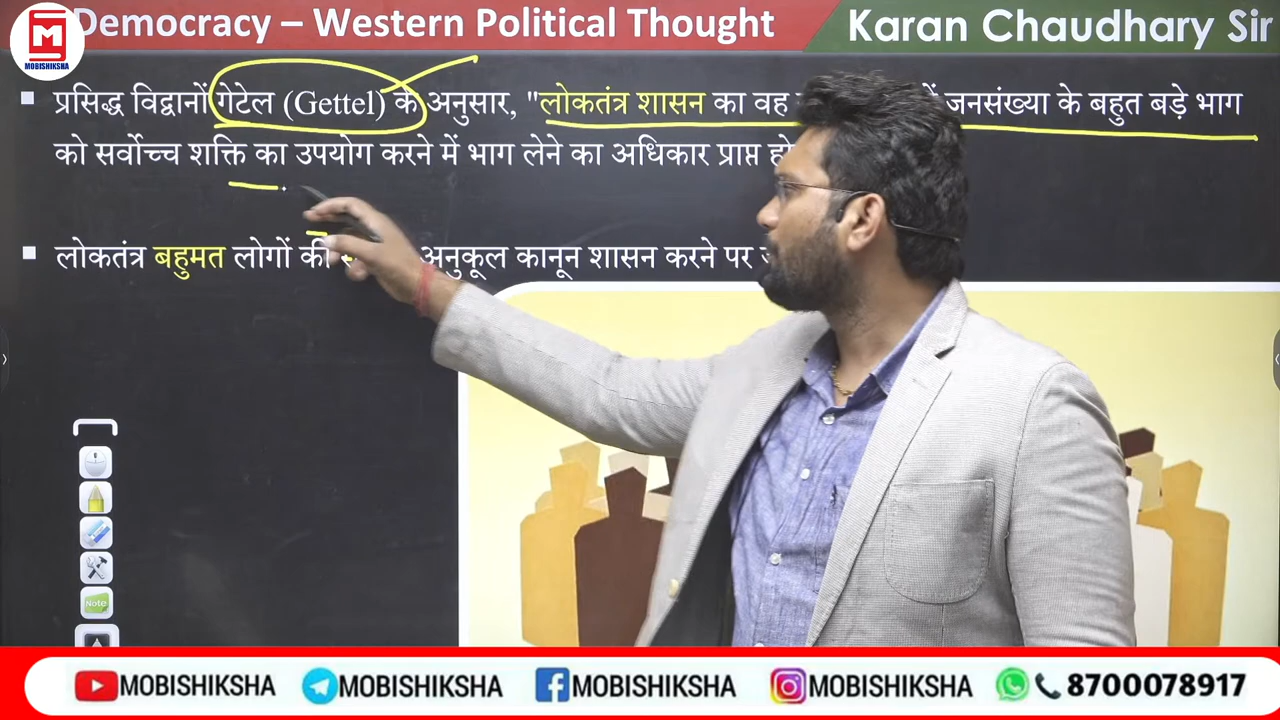 Democracy – Western Political Thought
Karan Chaudhary Sir
MOBISHIKSHA
प्रसिद्ध विद्वानों गेटेल (Gettel) के अनुसार, "लोकतंत्र शासन का वह जनसंख्या के बहुत बड़े भाग
को सर्वोच्च शक्ति का उपयोग करने में भाग लेने का अधिकार प्राप्त
लोकतंत्र बहुमत लोगों की अनुकूल कानून शासन करने पर
Note
MOBISHIKSHA
MOBISHIKSHA
MOBISHIKSHA
MOBISHIKSHA
8700078917